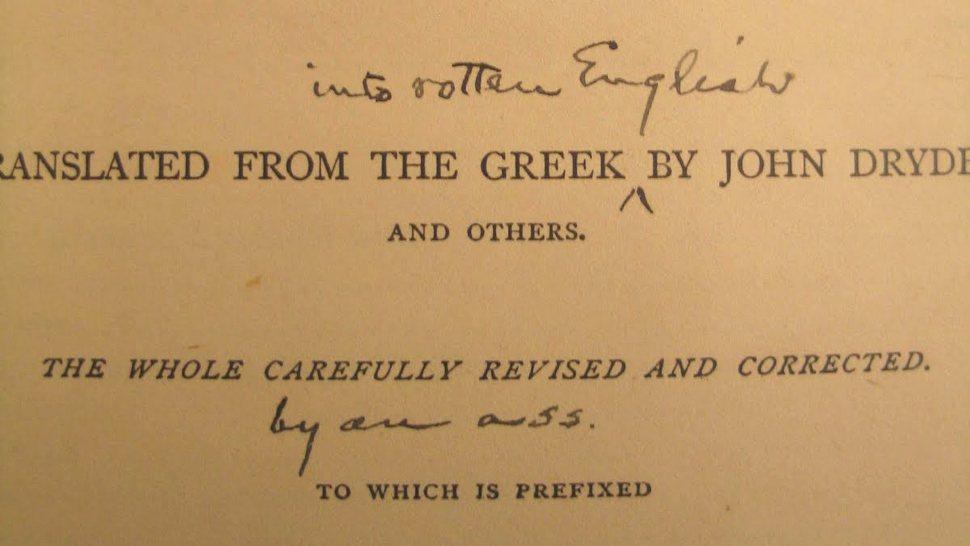 into rotten English
RANSLATED FROM THE GREEK ^ BY JOHN DRYDE
AND OTHERS.
THE WHOLE CAREFULLY REVISED AND CORRECTED.
by an ass.
TO WHICH IS PREFIXED